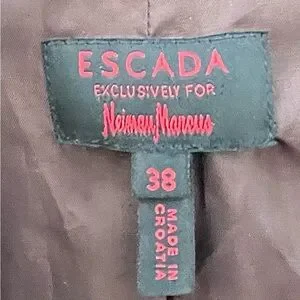 ESCADA
EXCLUSIVELY FOR
Neiman Marcus
38
MADE IN
CROATIA